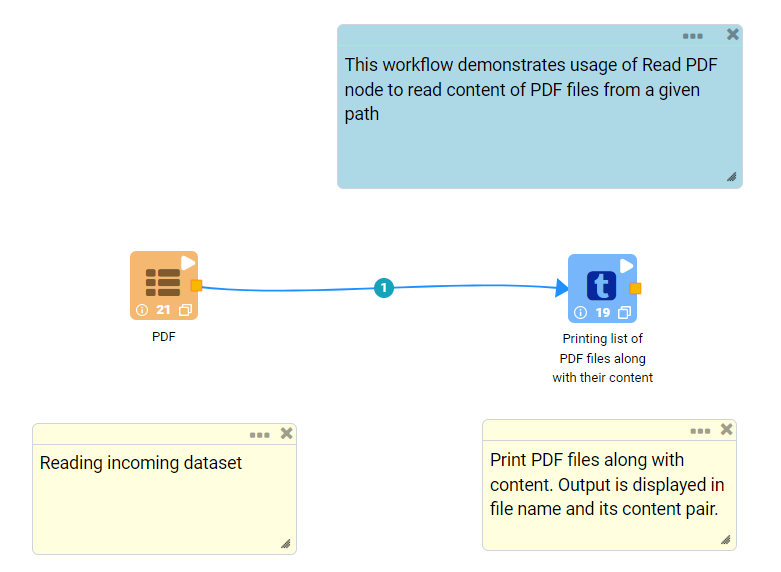 This workflow demonstrates usage of Read PDF
node to read content of PDF files from a given
path
1
21
PDF
t
19
Printing list of
PDF files along
with their content
Reading incoming dataset
Print PDF files along with
content. Output is displayed in
file name and its content pair.